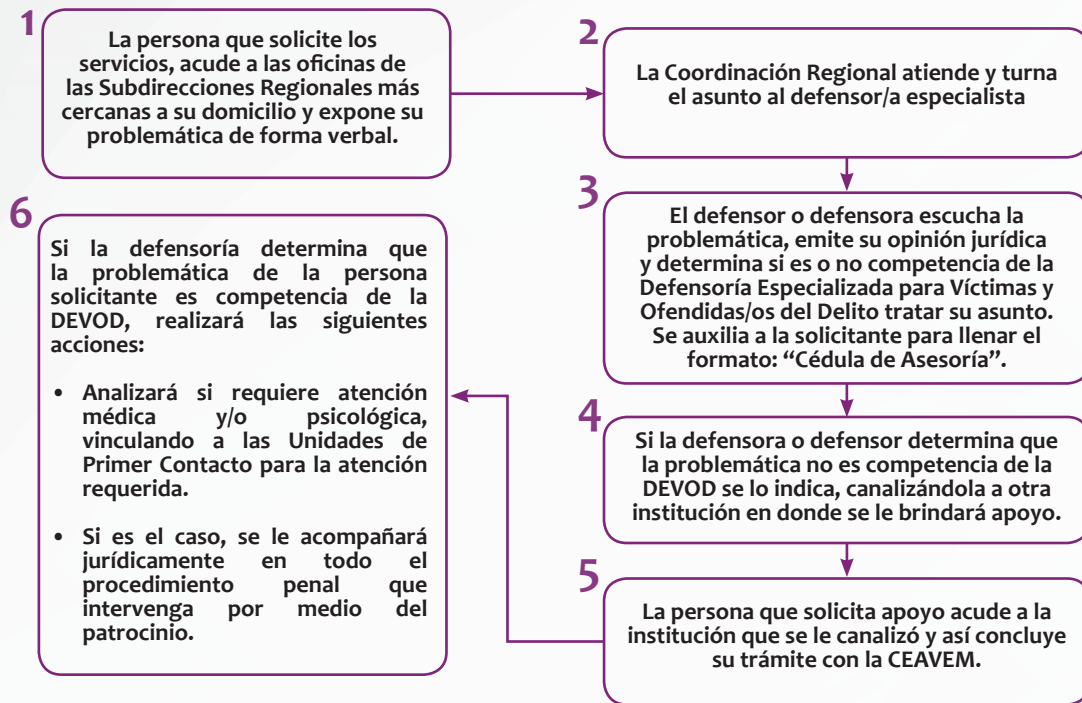 1
La persona que solicite los
servicios, acude a las oficinas de
las Subdirecciones Regionales más
cercanas a su domicilio y expone su
problemática de forma verbal.
2
La Coordinación Regional atiende y turna
el asunto al defensor/a especialista
3
El defensor o defensora escucha la
problemática, emite su opinión jurídica
y determina si es o no competencia de la
Defensoría Especializada para Víctimas y
Ofendidas/os del Delito tratar su asunto.
Se auxilia a la solicitante para llenar el
formato: “Cédula de Asesoría”.
4
Si la defensora o defensor determina que
la problemática no es competencia de la
DEVOD se lo indica, canalizándola a otra
institución en donde se le brindará apoyo.
5
La persona que solicita apoyo acude a la
institución que se le canalizó y así concluye
su trámite con la CEAVEM.
6
Si la defensoría determina que
la problemática de la persona
solicitante es competencia de la
DEVOD, realizará las siguientes
acciones:
• Analizará si requiere atención
médica y/o psicológica,
vinculando a las Unidades de
Primer Contacto para la atención
requerida.
• Si es el caso, se le acompañará
jurídicamente en todo el
procedimiento penal que
intervenga por medio del
patrocinio.